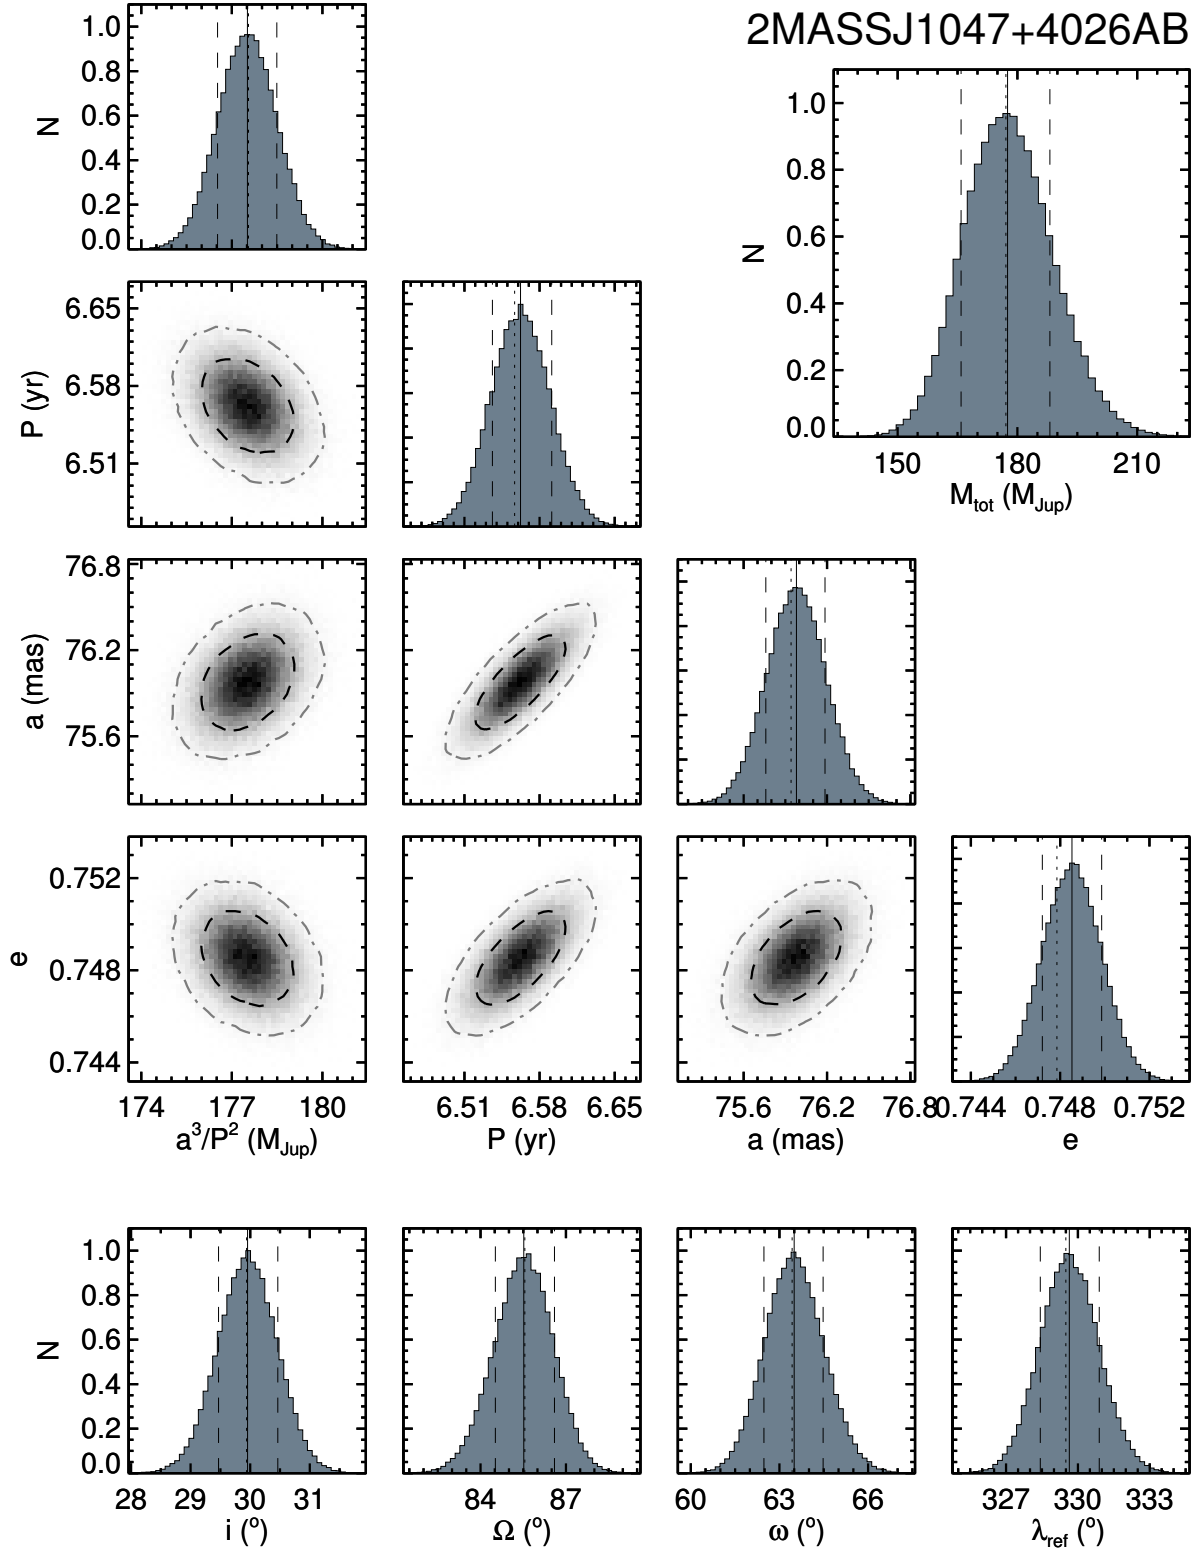 2MASSJ1047+4026AB
1.0
0.8
0.6
0.4
0.2
0.0
N
1.0
0.8
0.6
0.4
0.2
0.0
N
150 180 210
M_tot (M_Jup)
6.65
6.58
6.51
P (yr)
76.8
76.2
75.6
a (mas)
0.752
0.748
0.744
e
174 177 180
a³/P² (M_Jup)
6.51 6.58 6.65
P (yr)
75.6 76.2 76.8
a (mas)
0.744 0.748 0.752
e
1.0
0.8
0.6
0.4
0.2
0.0
N
28 29 30 31
i (°)
84 87
Ω (°)
60 63 66
ω (°)
327 330 333
λ_ref (°)